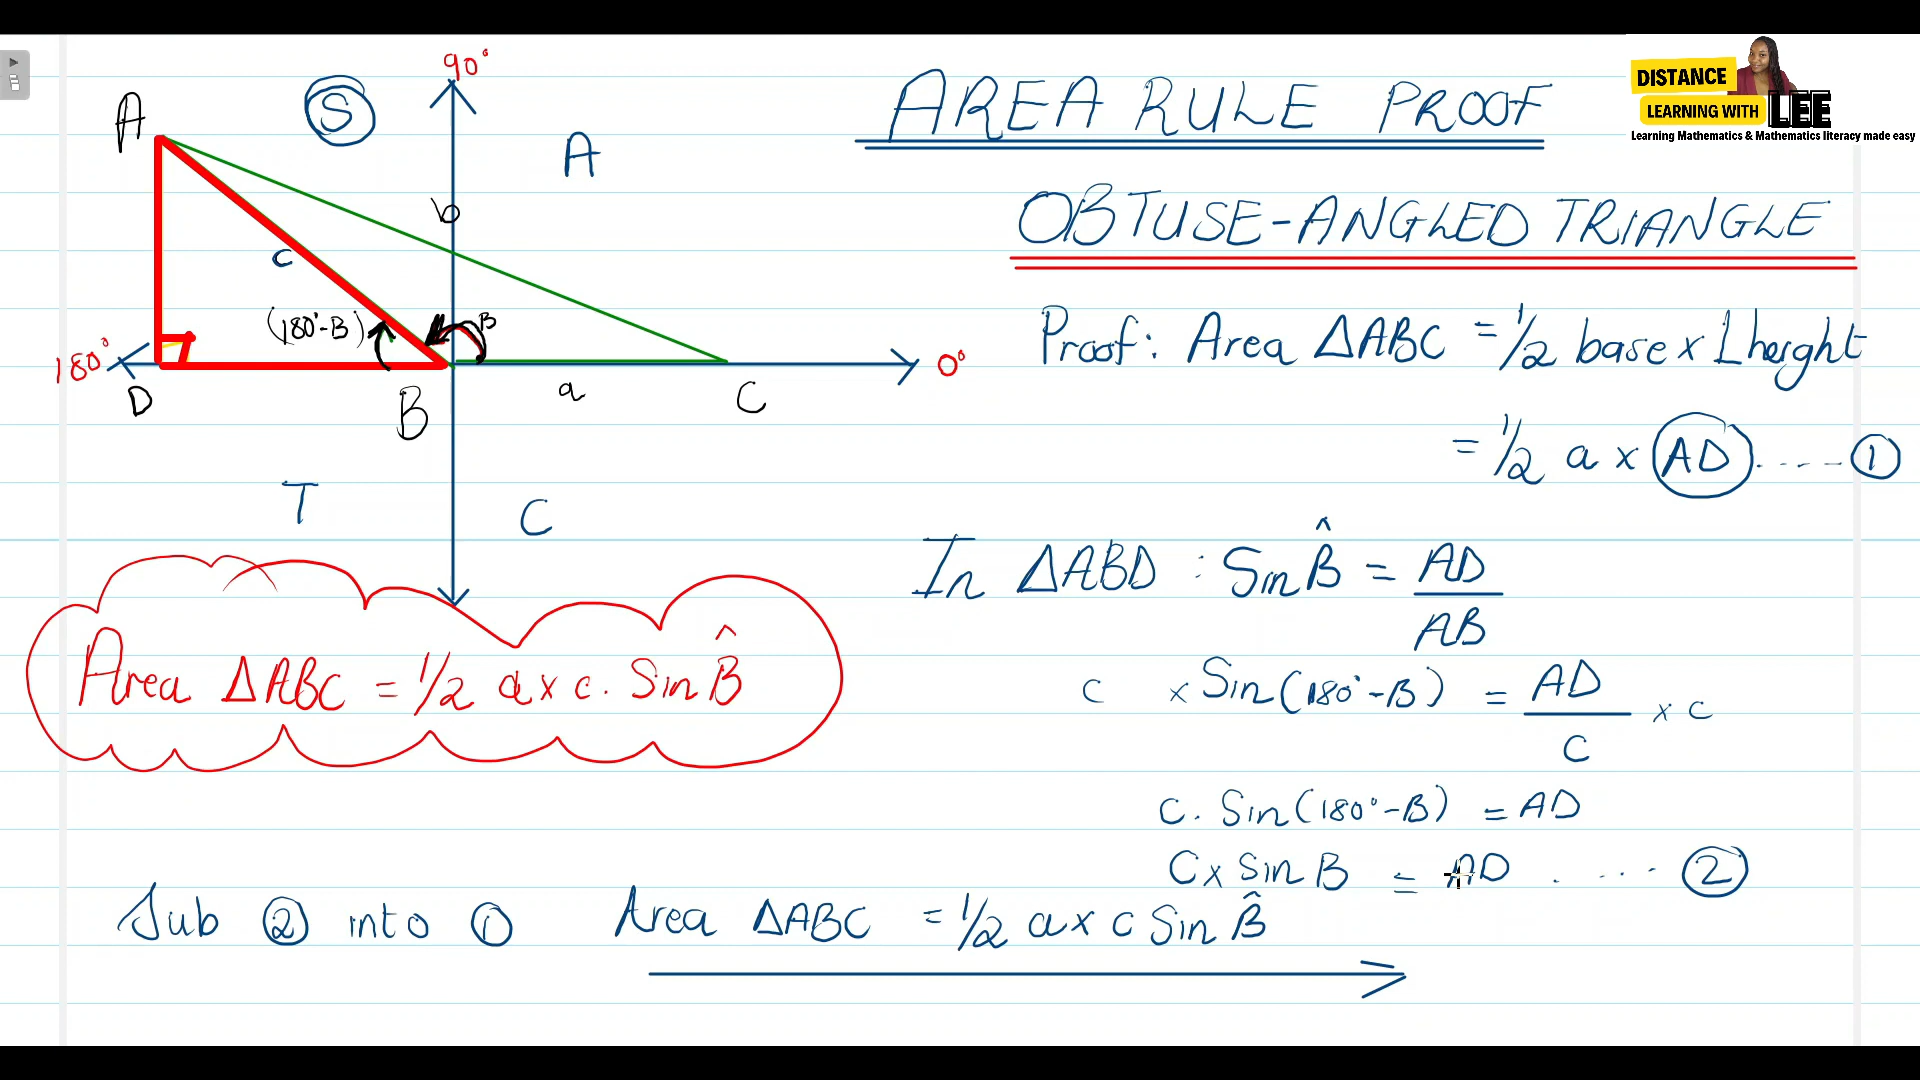 AREA RULE PROOF
DISTANCE
LEARNING WITH LEE
Learning Mathematics & Mathematics literacy made easy
OBTUSE-ANGLED TRIANGLE
90°
A
S
A
b
c
(180°-B)
B
180°
0°
D
B
a
C
T
C
Proof: Area ΔABC = 1/2 base x ⊥height
= 1/2 a x AD ..... ①
In ΔABD : Sin B̂ = AD/AB
c x Sin(180°-B) = AD/c x c
c. Sin(180°-B) = AD
C x Sin B = AD ..... ②
Area ΔABC = 1/2 a x c. Sin B̂
Sub ② into ① Area ΔABC = 1/2 a x c Sin B̂